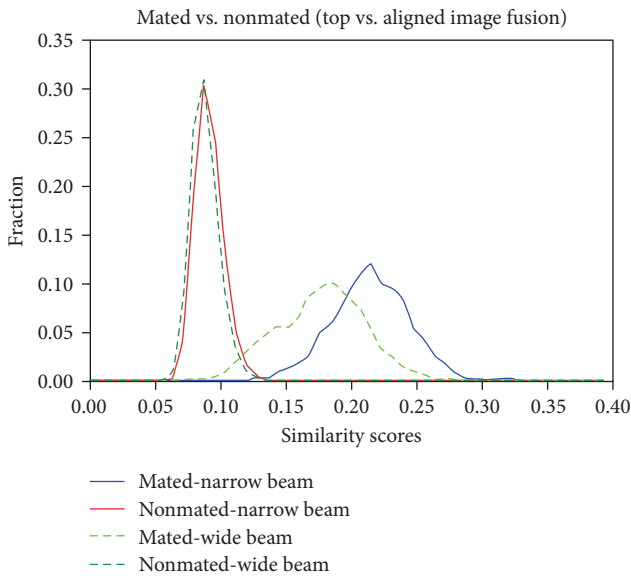 Mated vs. nonmated (top vs. aligned image fusion)
0.35
0.30
0.25
0.20
0.15
0.10
0.05
0.00
Fraction
0.00 0.05 0.10 0.15 0.20 0.25 0.30 0.35 0.40
Similarity scores
Mated-narrow beam
Nonmated-narrow beam
Mated-wide beam
Nonmated-wide beam